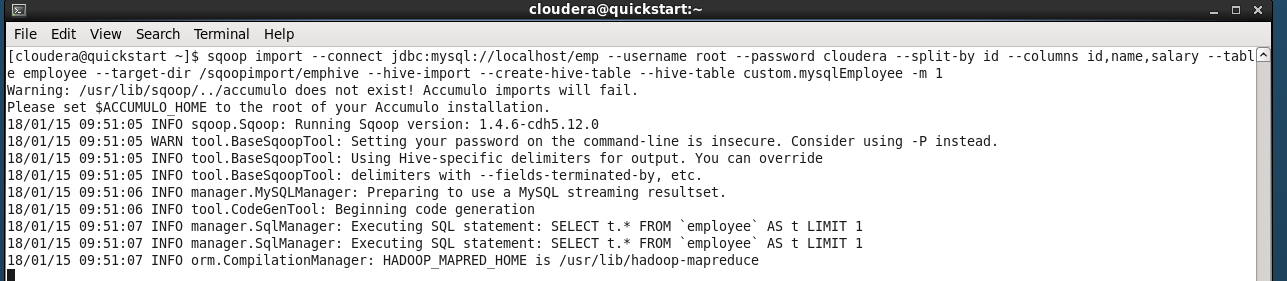 cloudera@quickstart:~
File Edit View Search Terminal Help
[cloudera@quickstart ~]$ sqoop import --connect jdbc:mysql://localhost/emp --username root --password cloudera --split-by id --columns id,name,salary --tabl
e employee --target-dir /sqoopimport/emphive --hive-import --create-hive-table --hive-table custom.mysqlEmployee -m 1
Warning: /usr/lib/sqoop/../accumulo does not exist! Accumulo imports will fail.
Please set $ACCUMULO_HOME to the root of your Accumulo installation.
18/01/15 09:51:05 INFO sqoop.Sqoop: Running Sqoop version: 1.4.6-cdh5.12.0
18/01/15 09:51:05 WARN tool.BaseSqoopTool: Setting your password on the command-line is insecure. Consider using -P instead.
18/01/15 09:51:05 INFO tool.BaseSqoopTool: Using Hive-specific delimiters for output. You can override
18/01/15 09:51:05 INFO tool.BaseSqoopTool: delimiters with --fields-terminated-by, etc.
18/01/15 09:51:06 INFO manager.MySQLManager: Preparing to use a MySQL streaming resultset.
18/01/15 09:51:06 INFO tool.CodeGenTool: Beginning code generation
18/01/15 09:51:07 INFO manager.SqlManager: Executing SQL statement: SELECT t.* FROM `employee` AS t LIMIT 1
18/01/15 09:51:07 INFO manager.SqlManager: Executing SQL statement: SELECT t.* FROM `employee` AS t LIMIT 1
18/01/15 09:51:07 INFO orm.CompilationManager: HADOOP_MAPRED_HOME is /usr/lib/hadoop-mapreduce